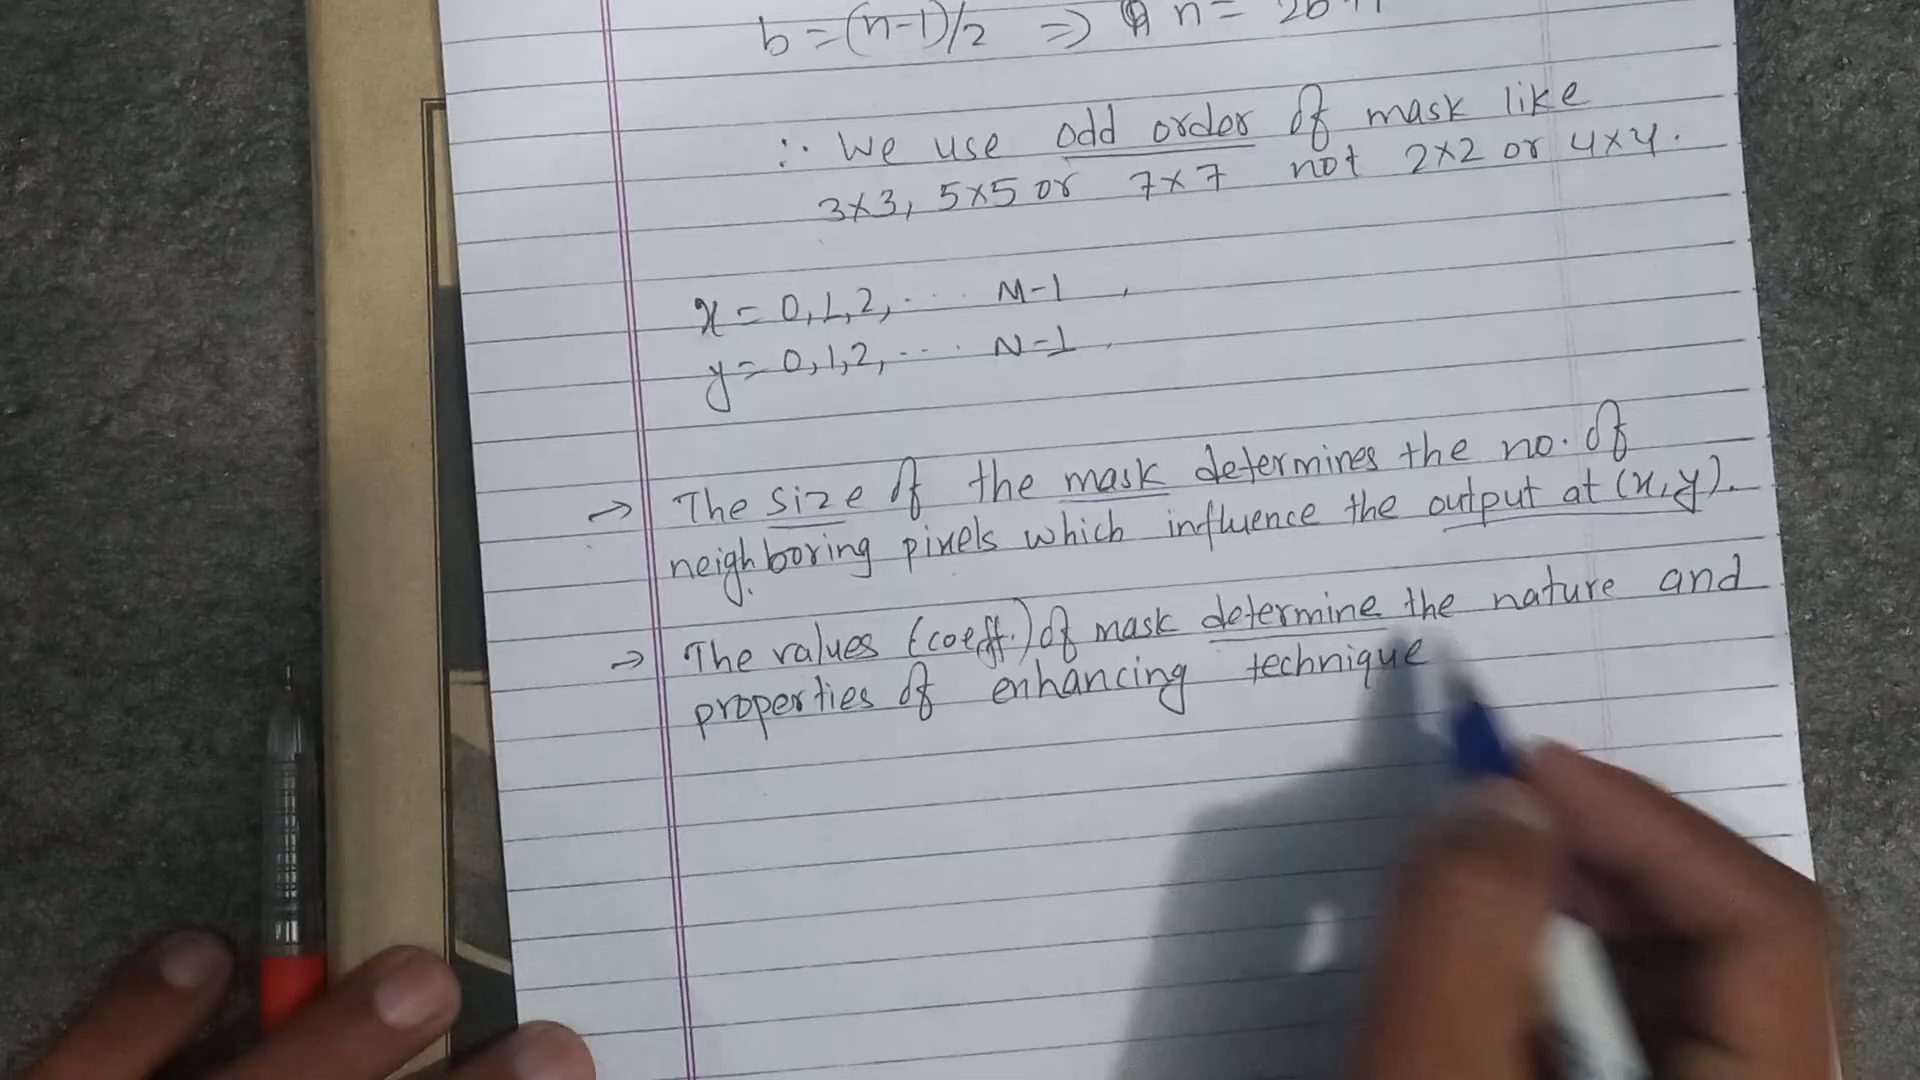 b = (n-1)/2 ⇒ n = 2b+1
∴ We use odd order of mask like
3×3, 5×5 or 7×7 not 2×2 or 4×4.
x = 0,1,2, .... M-1,
y = 0,1,2, .... N-1.
→ The size of the mask determines the no. of
neighboring pixels which influence the output at (x,y).
→ The values (coeff.) of mask determine the nature and
properties of enhancing technique